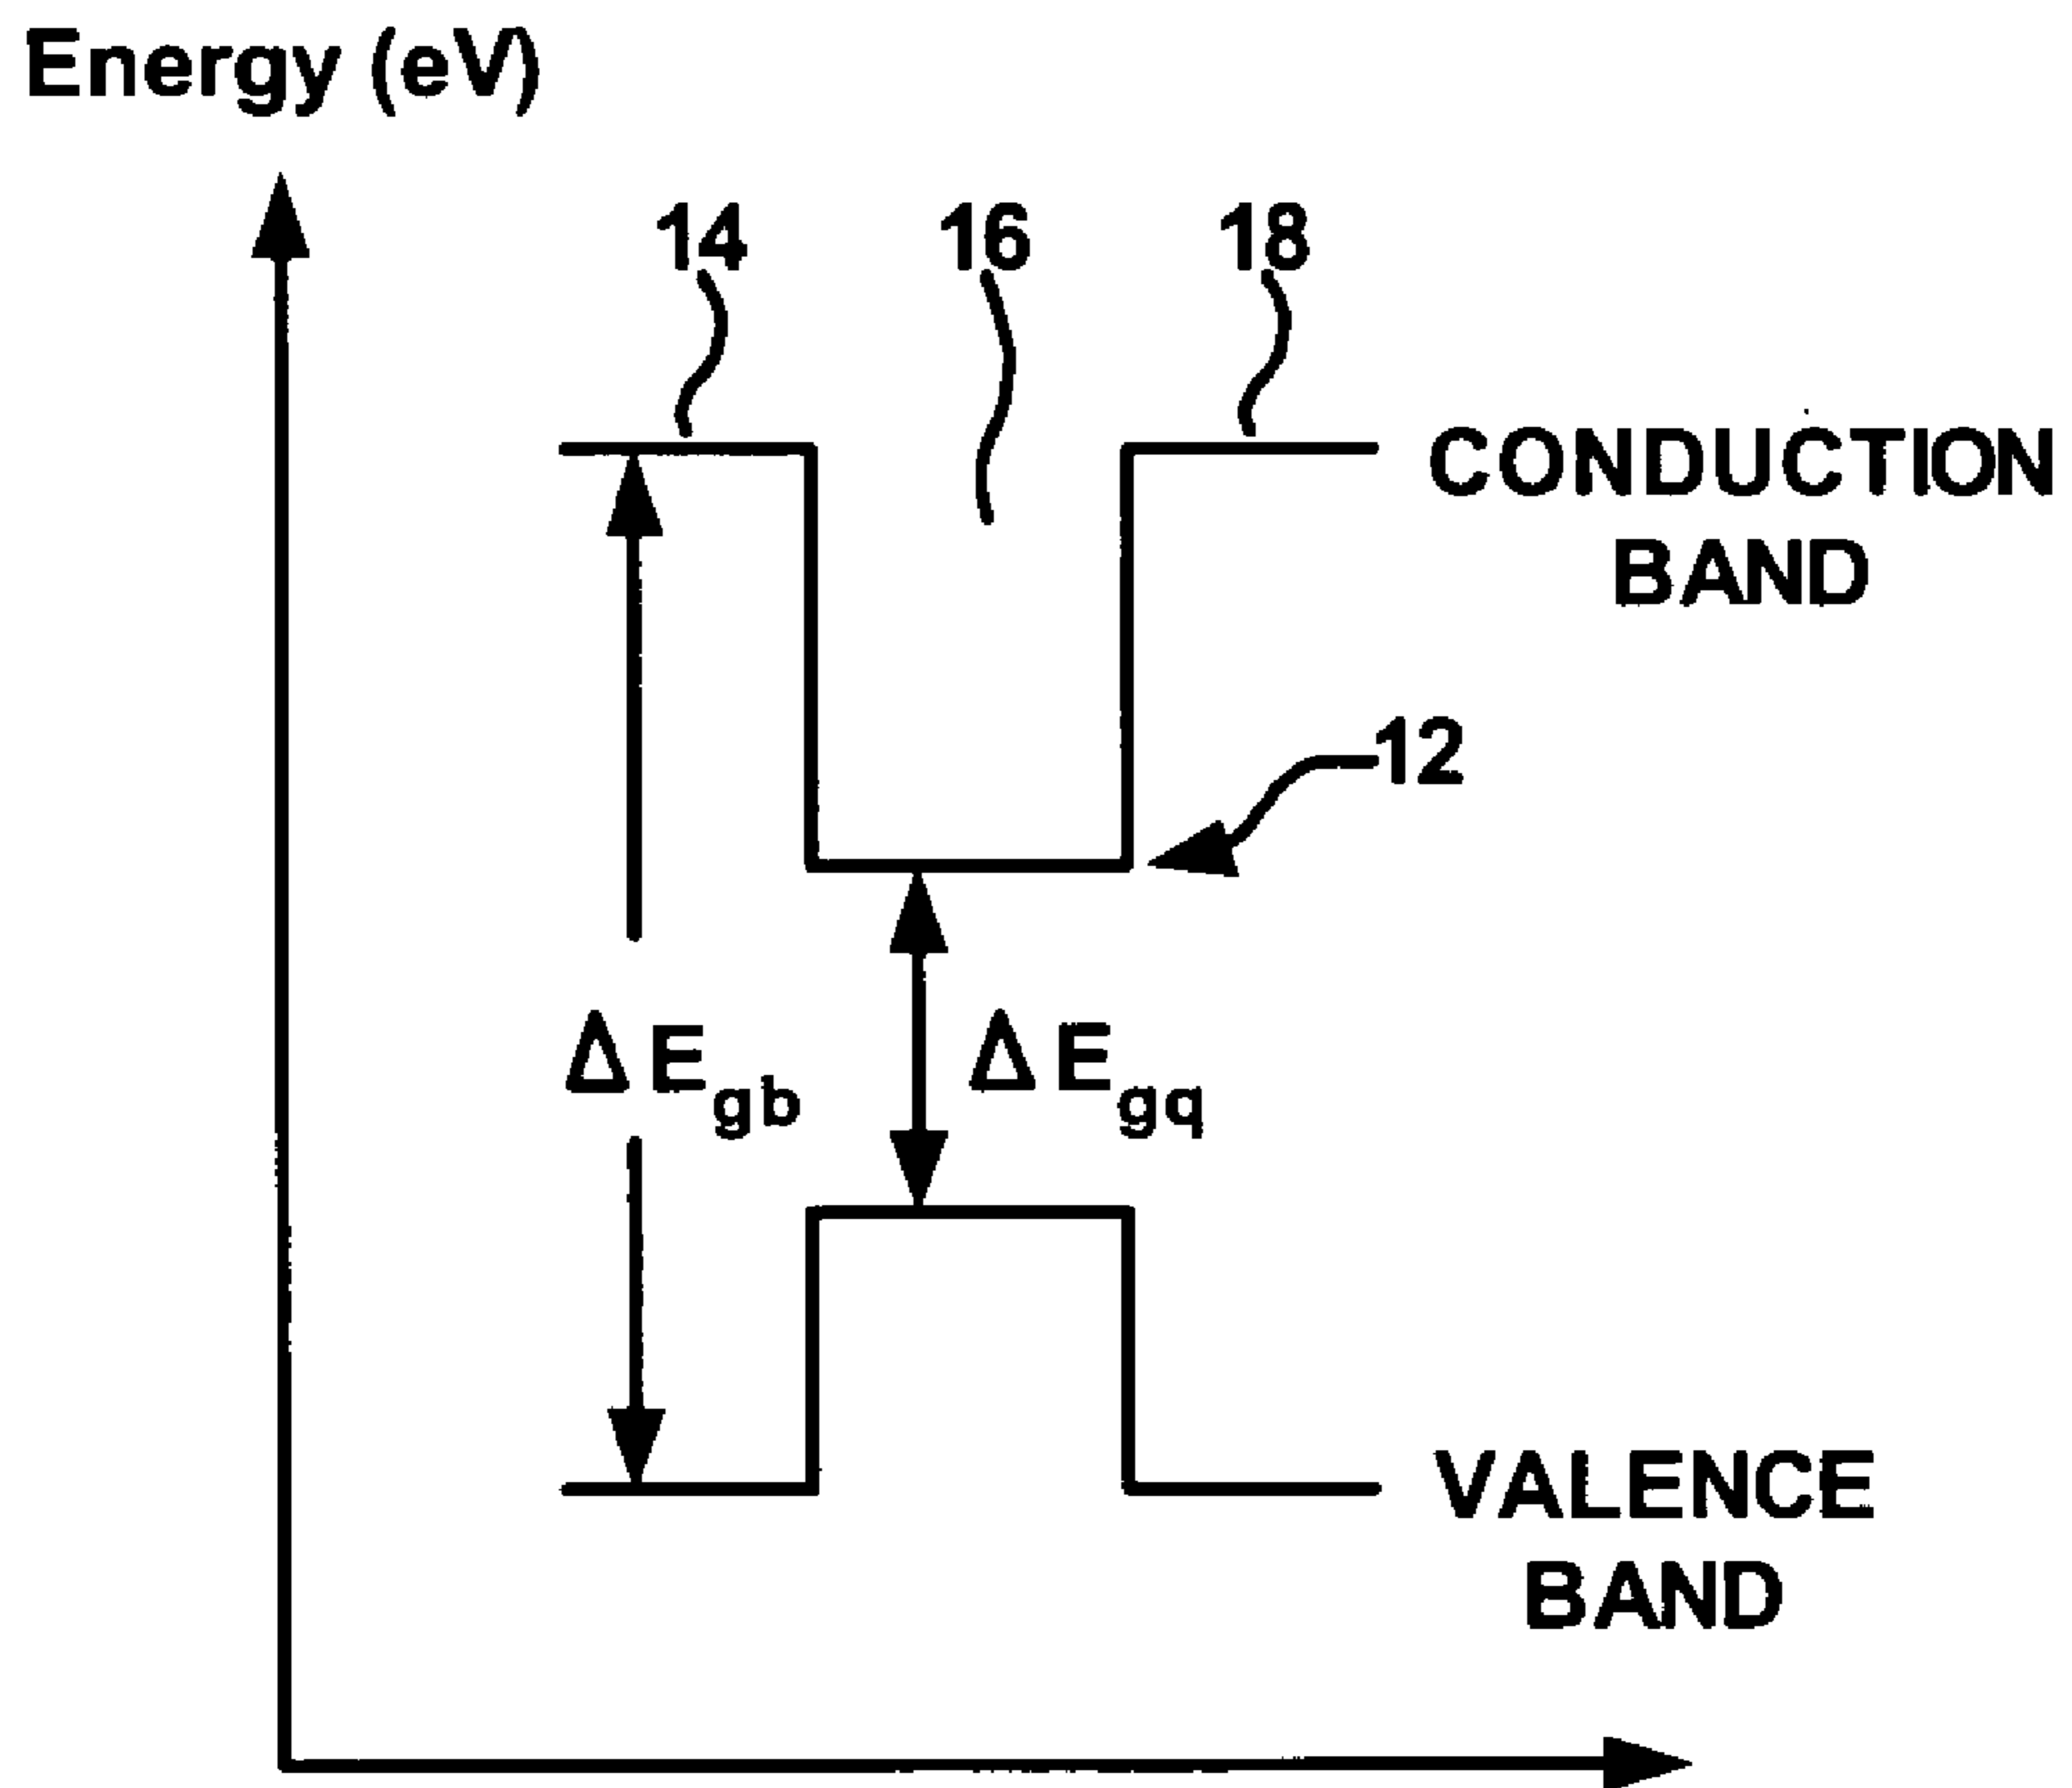 Energy (eV)
14 16 18
CONDUCTION
BAND
12
ΔEgb ΔEgq
VALENCE
BAND